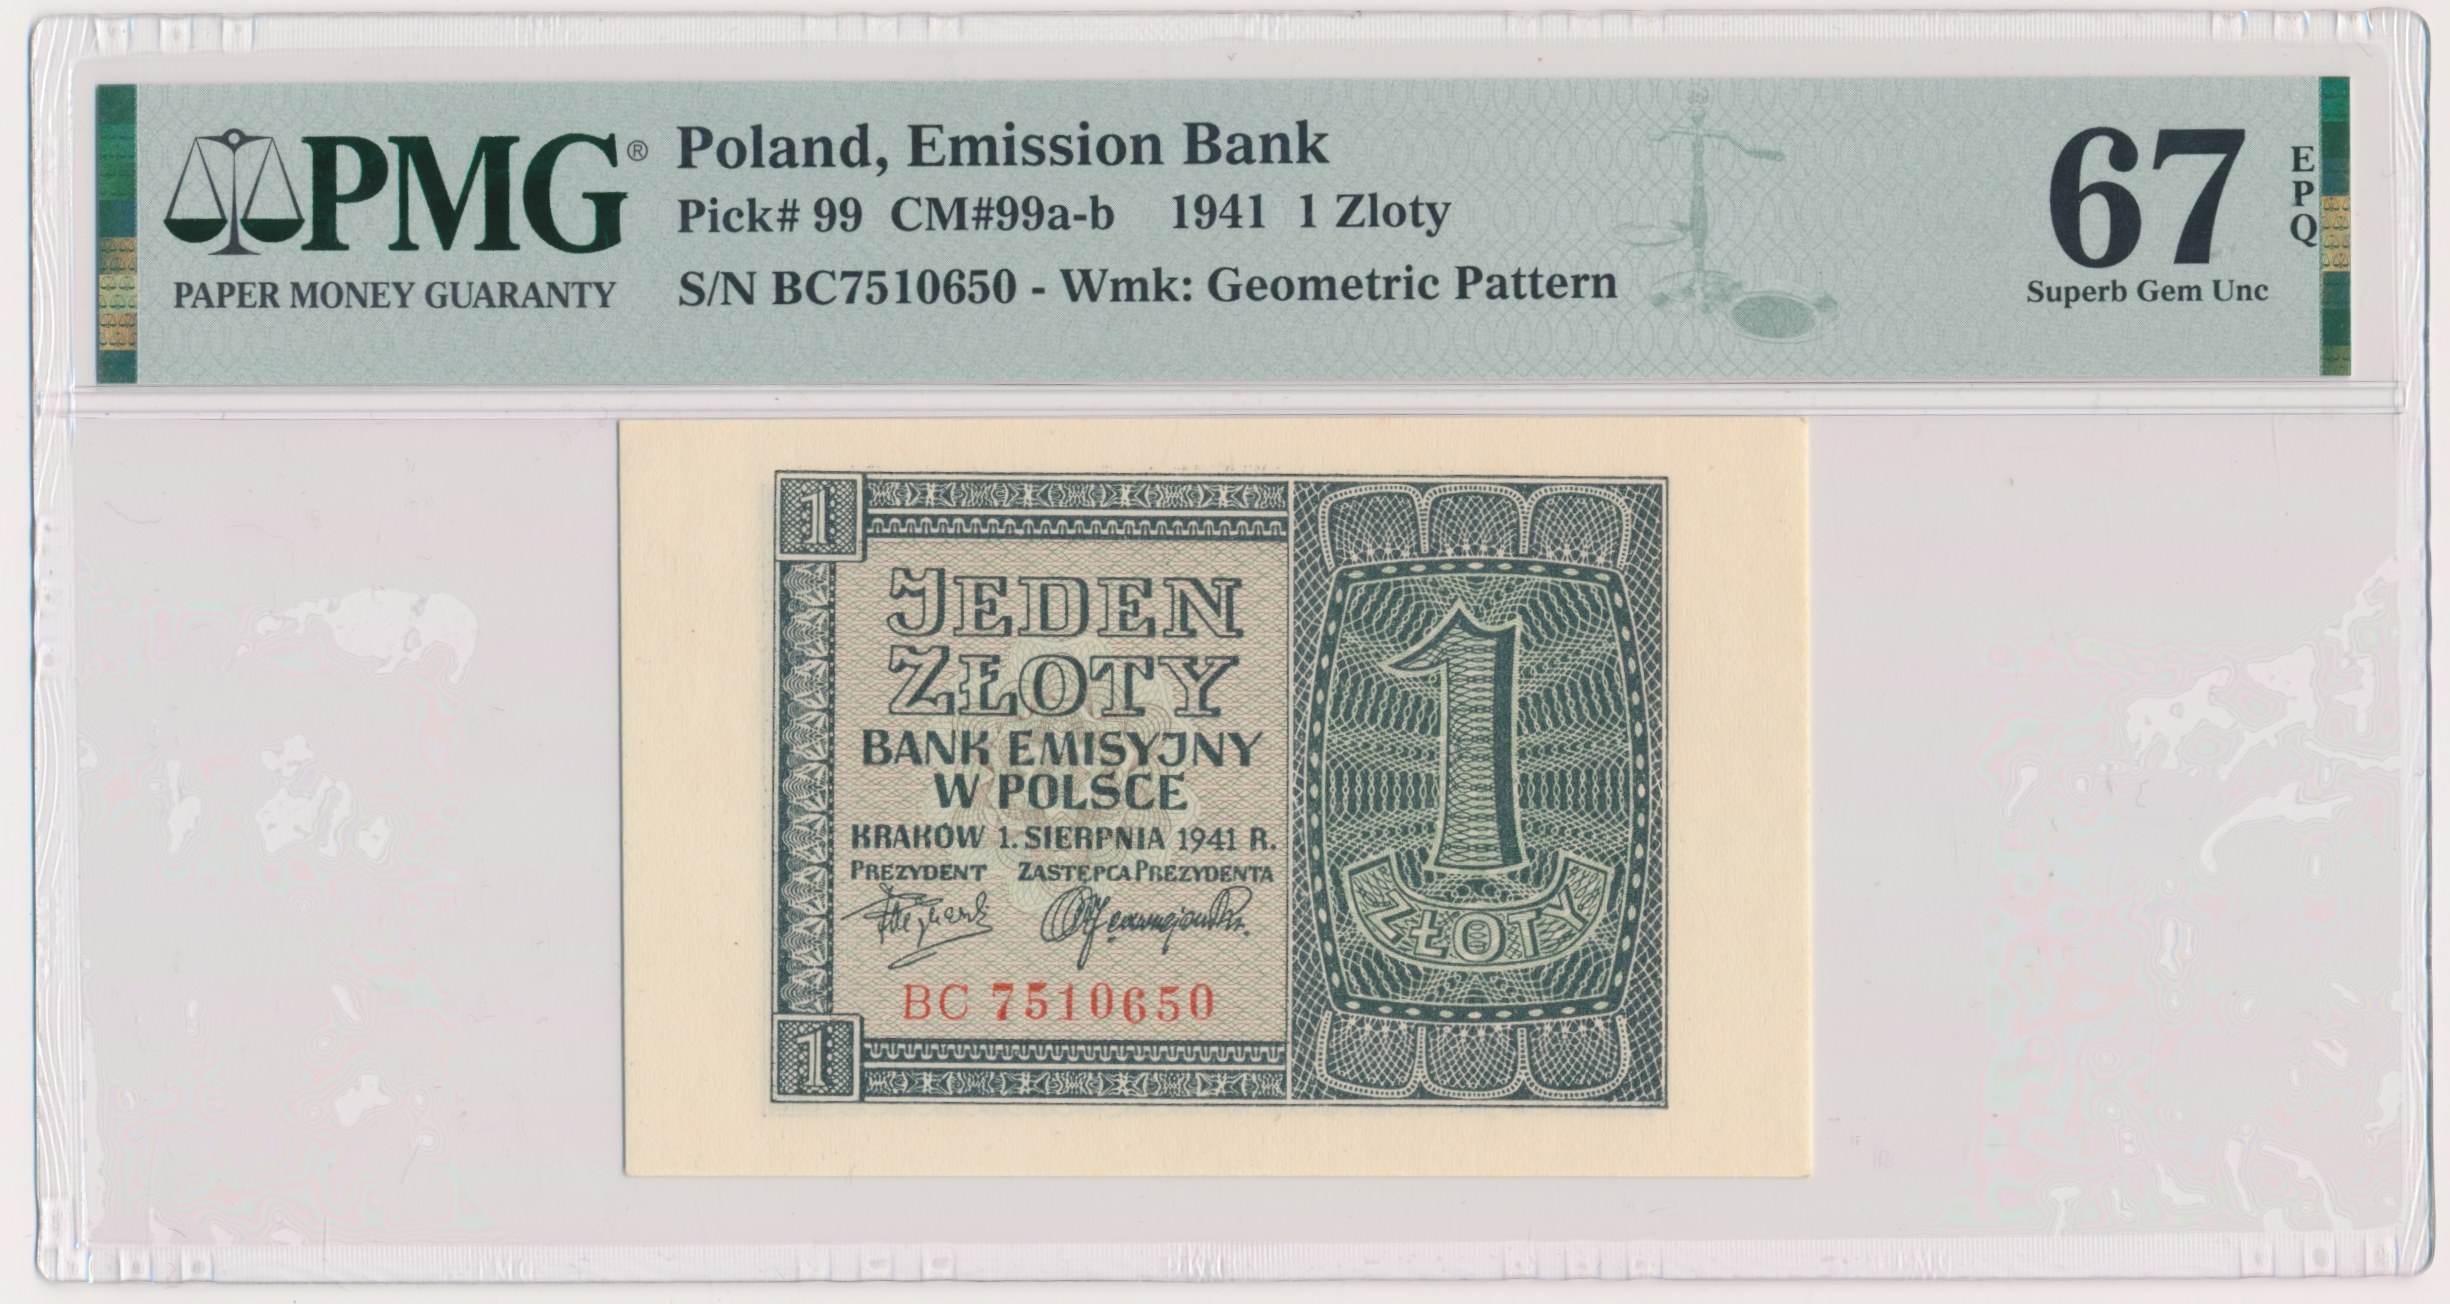 PMG®
PAPER MONEY GUARANTY
Poland, Emission Bank
Pick# 99 CM#99a-b 1941 1 Zloty
S/N BC7510650 - Wmk: Geometric Pattern
67
EPQ
Superb Gem Unc
1
JEDEN
ZŁOTY
BANK EMISYJNY
W POLSCE
KRAKÓW 1. SIERPNIA 1941 R.
PREZYDENT ZASTĘPCA PREZYDENTA
BC 7510650
1
1
ZŁOTY